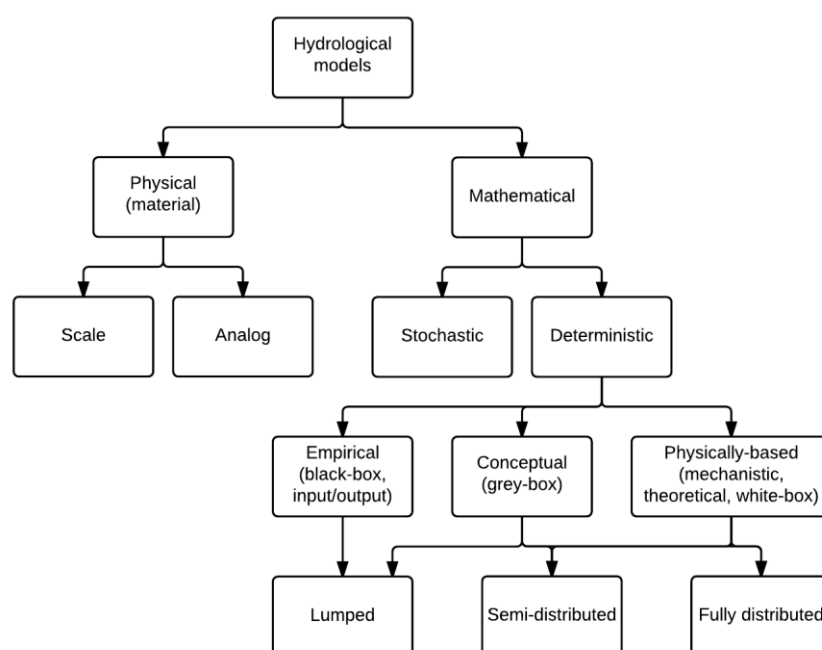 Hydrological
models
Physical
(material)
Mathematical
Scale
Analog
Stochastic
Deterministic
Empirical
(black-box,
input/output)
Conceptual
(grey-box)
Physically-based
(mechanistic,
theoretical, white-box)
Lumped
Semi-distributed
Fully distributed